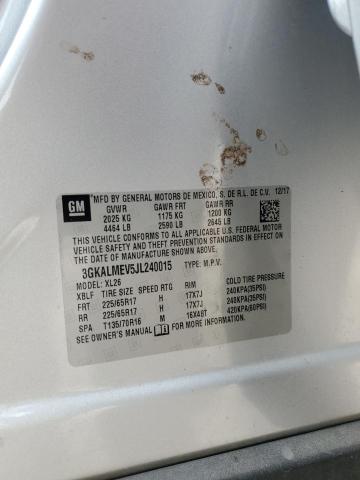 GM
MFD BY GENERAL MOTORS DE MEXICO, S. DE R.L. DE C.V. 12/17
GVWR GAWR FRT GAWR RR
2025 KG 1175 KG 1200 KG
4464 LB 2590 LB 2645 LB
THIS VEHICLE CONFORMS TO ALL APPLICABLE U.S. FEDERAL MOTOR
VEHICLE SAFETY AND THEFT PREVENTION STANDARDS IN EFFECT ON
THE DATE OF MANUFACTURE SHOWN ABOVE.
3GKALMEV5JL240015 TYPE: M.P.V.
MODEL: XL26
XBLF TIRE SIZE SPEED RTG RIM COLD TIRE PRESSURE
FRT 225/65R17 H 17X7J 240KPA(35PSI)
RR 225/65R17 H 17X7J 240KPA(35PSI)
SPA T135/70R16 M 16X4BT 420KPA(60PSI)
SEE OWNER'S MANUAL FOR MORE INFORMATION.